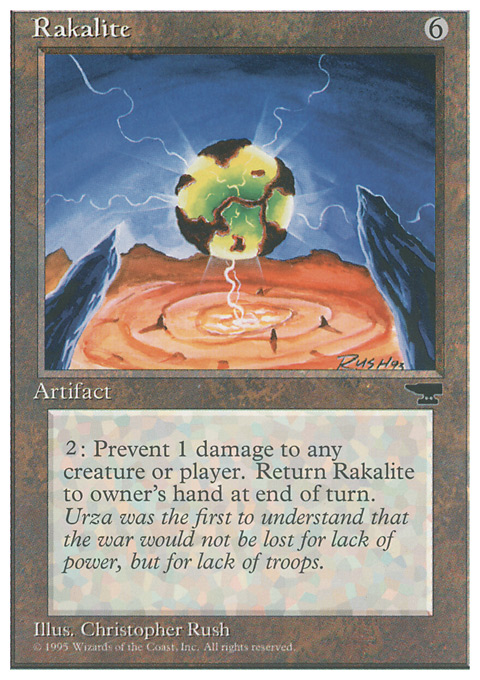 Rakalite 6
RUSH93
Artifact
2: Prevent 1 damage to any
creature or player. Return Rakalite
to owner's hand at end of turn.
Urza was the first to understand that
the war would not be lost for lack of
power, but for lack of troops.
Illus. Christopher Rush
© 1995 Wizards of the Coast, Inc. All rights reserved.